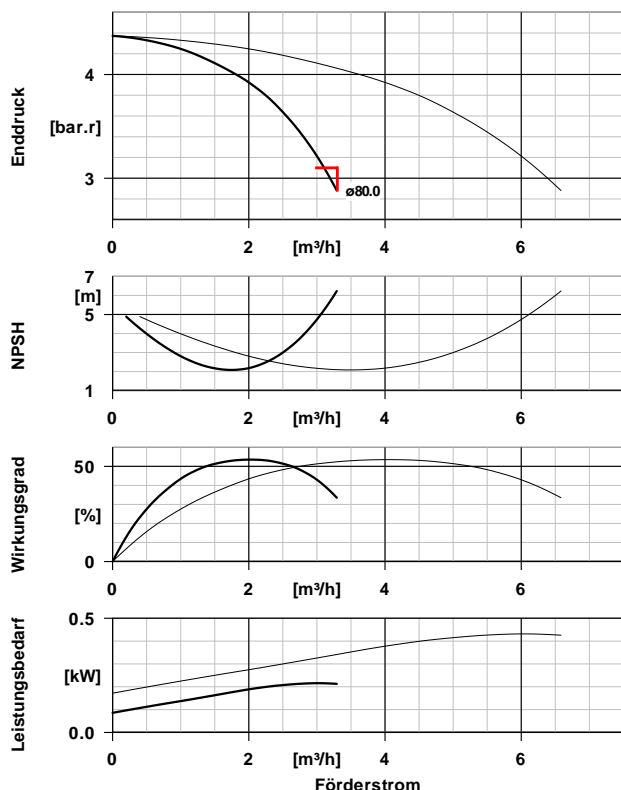 Enddruck
[bar.r]
4
3
ø80.0
0 2 [m³/h] 4 6
NPSH
[m]
7
5
1
0 2 [m³/h] 4 6
Wirkungsgrad
[%]
50
0
0 2 [m³/h] 4 6
Leistungsbedarf
[kW]
0.5
0.0
0 2 [m³/h] 4 6
Förderstrom